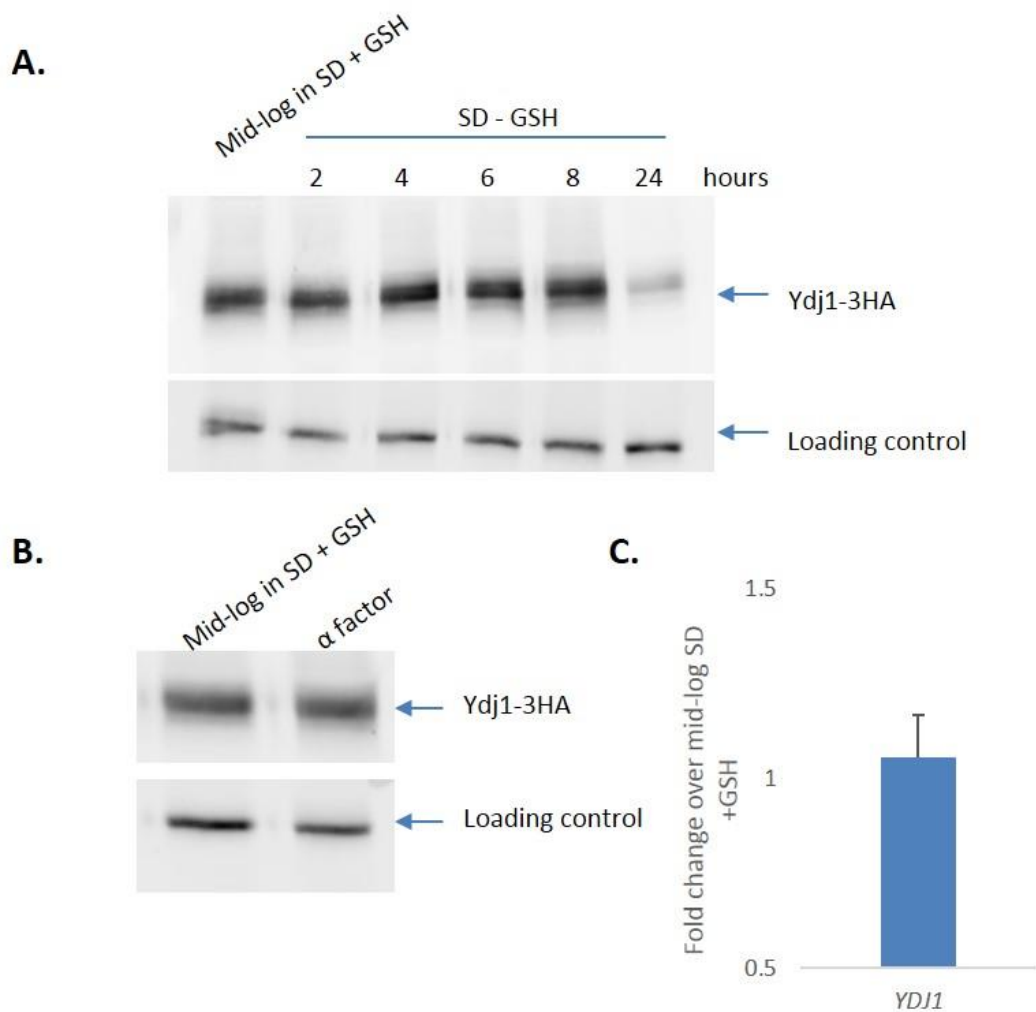 A.
Mid-log in SD + GSH
SD - GSH
2 4 6 8 24 hours
Ydj1-3HA
Loading control
B.
Mid-log in SD + GSH
α factor
Ydj1-3HA
Loading control
C.
Fold change over mid-log SD
+GSH
1.5
1
0.5
YDJ1